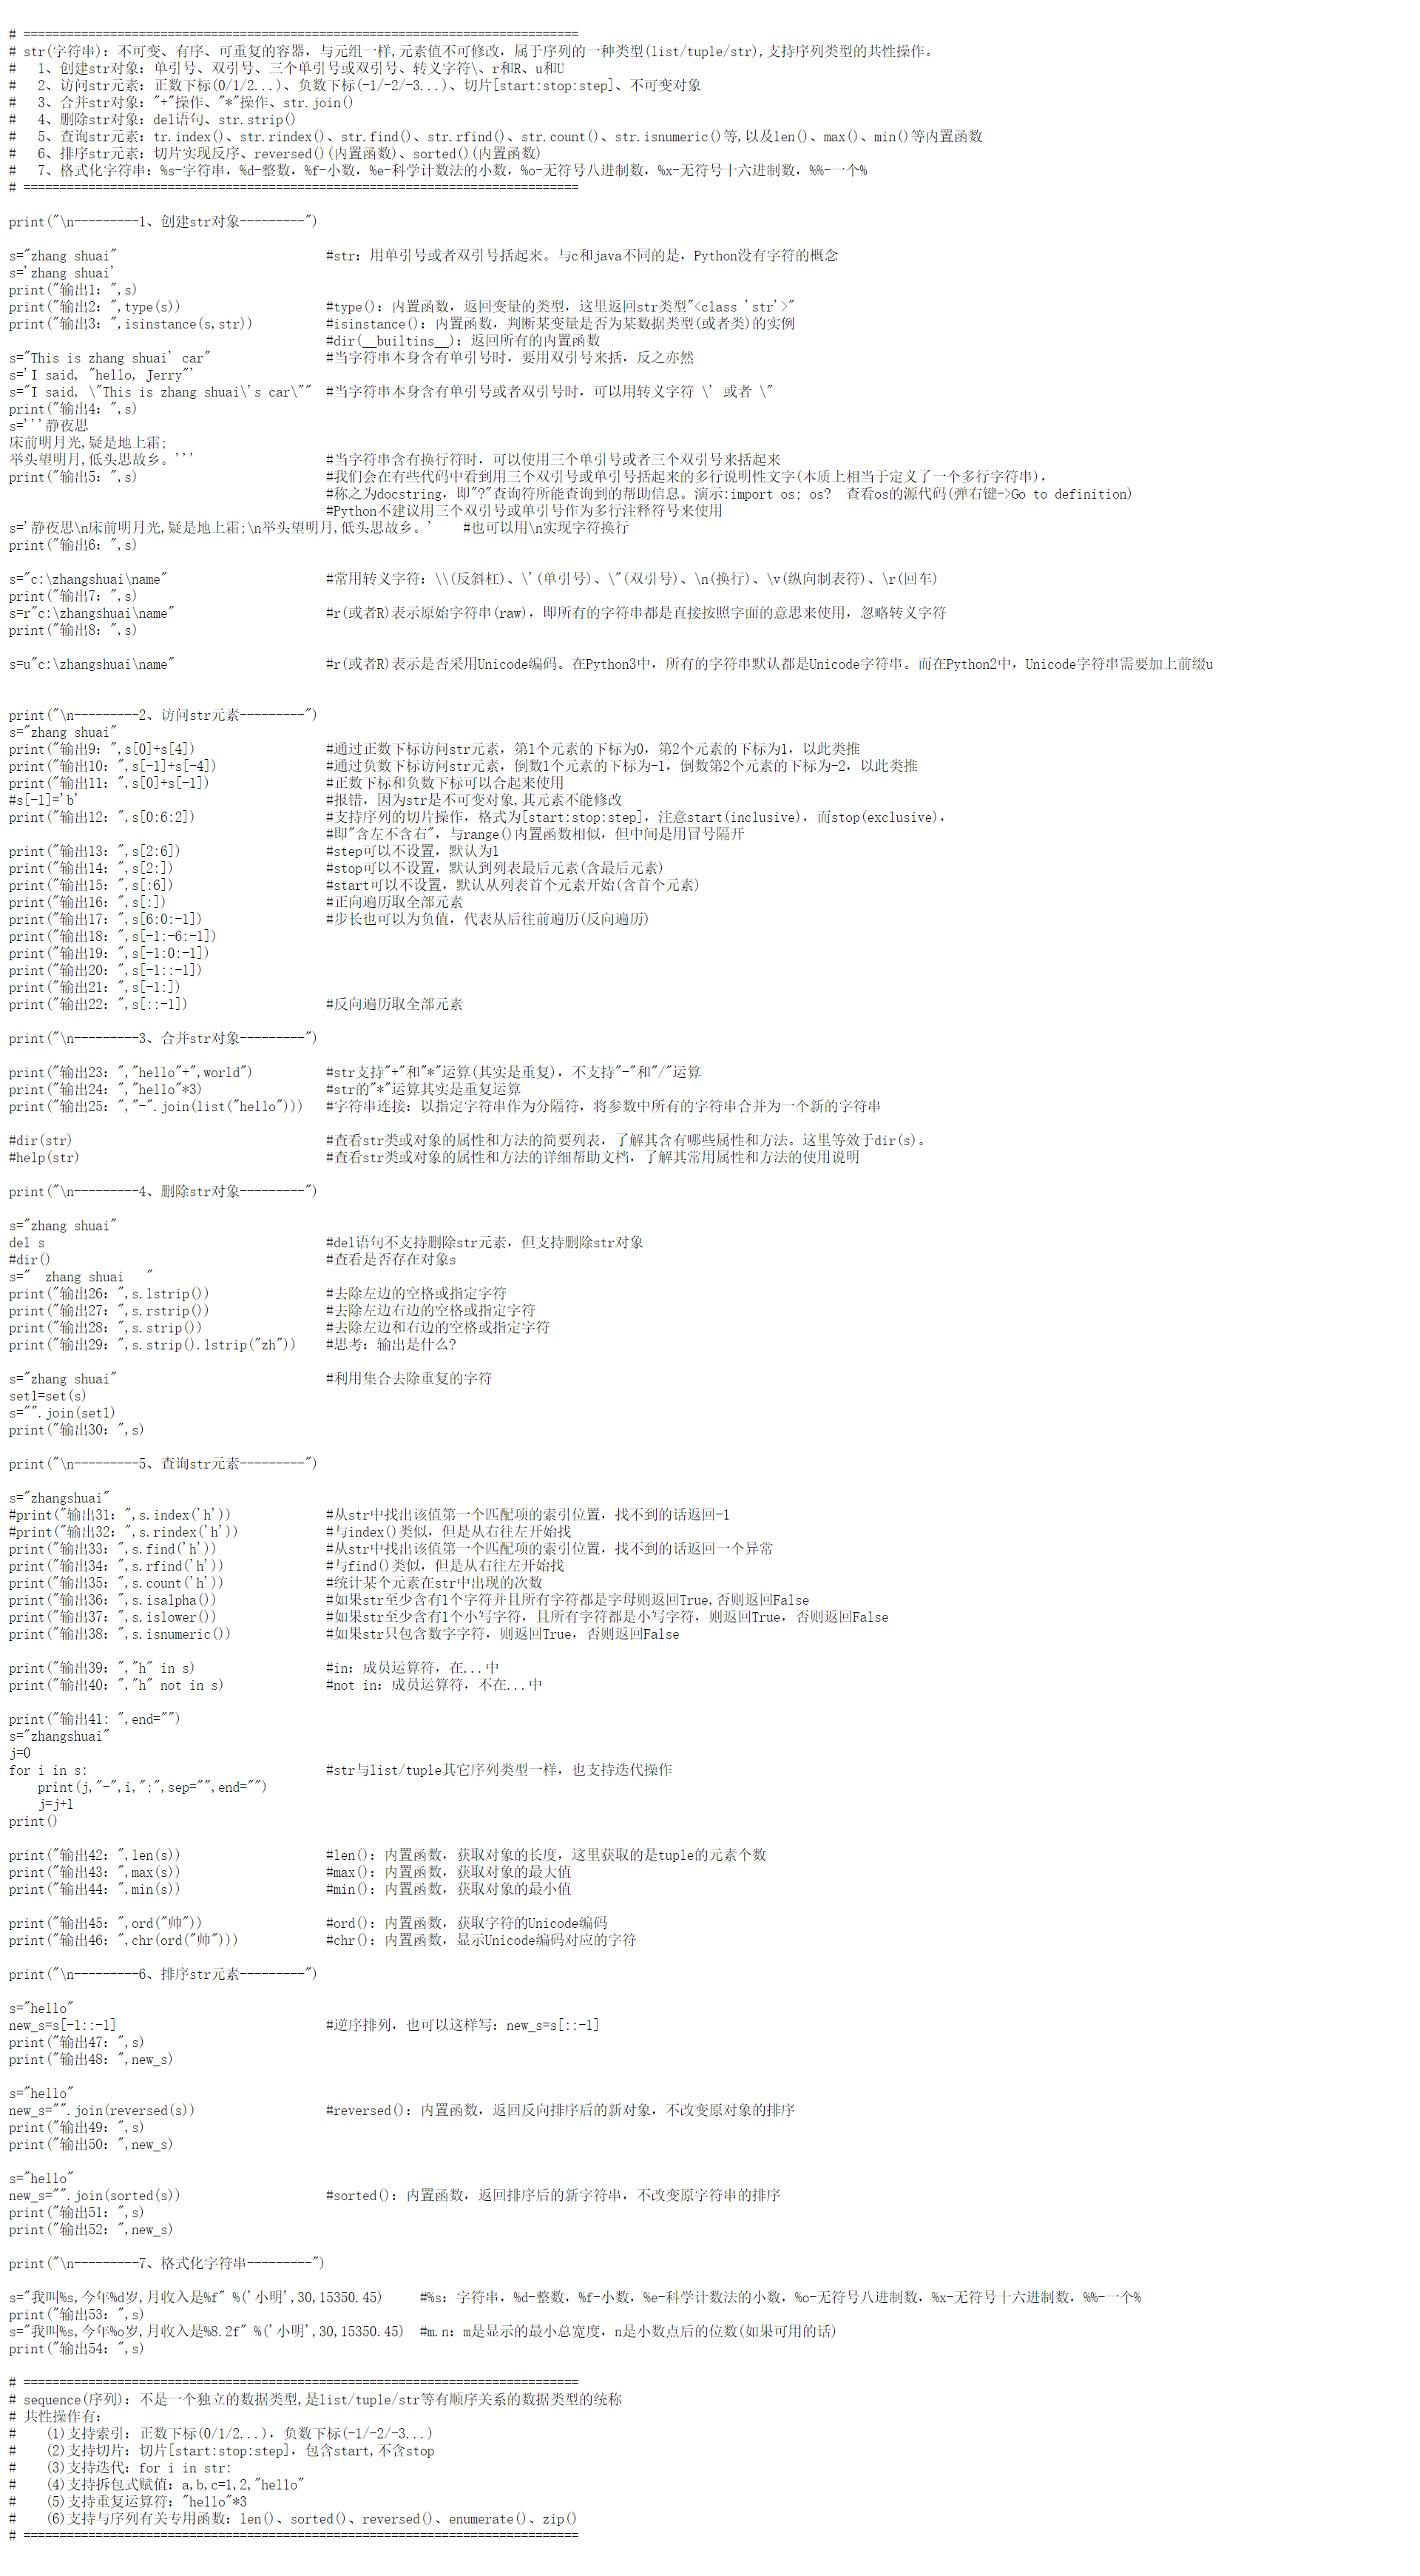 # =============================================================================
# str(字符串): 不可变、有序、可重复的容器, 与元组一样,元素值不可修改, 属于序列的一种类型(list/tuple/str),支持序列类型的共性操作。
#   1、创建str对象: 单引号、双引号、三个单引号或双引号、转义字符\、r和R、u和U
#   2、访问str元素: 正数下标(0/1/2...)、负数下标(-1/-2/-3...)、切片[start:stop:step]、不可变对象
#   3、合并str对象: "+"操作、"*"操作、str.join()
#   4、删除str对象: del语句、str.strip()
#   5、查询str元素: tr.index()、str.rindex()、str.find()、str.rfind()、str.count()、str.isnumeric()等,以及len()、max()、min()等内置函数
#   6、排序str元素: 切片实现反序、reversed()(内置函数)、sorted()(内置函数)
#   7、格式化字符串: %s-字符串, %d-整数, %f-小数, %e-科学计数法的小数, %o-无符号八进制数, %x-无符号十六进制数, %%-一个%
# =============================================================================
print("\n---------1、创建str对象---------")
s="zhang shuai"                             #str: 用单引号或者双引号括起来。与c和java不同的是, Python没有字符的概念
s='zhang shuai'
print("输出1: ",s)
print("输出2: ",type(s))                    #type(): 内置函数, 返回变量的类型, 这里返回str类型"<class 'str'>"
print("输出3: ",isinstance(s,str))          #isinstance(): 内置函数, 判断某变量是否为某数据类型(或者类)的实例
                                            #dir(__builtins__): 返回所有的内置函数
s="This is zhang shuai' car"                #当字符串本身含有单引号时, 要用双引号来括, 反之亦然
s='I said, "hello, Jerry"'
s="I said, \"This is zhang shuai\'s car\""  #当字符串本身含有单引号或者双引号时, 可以用转义字符 \' 或者 \"
print("输出4: ",s)
s='''静夜思
床前明月光,疑是地上霜;
举头望明月,低头思故乡。'''                  #当字符串含有换行符时, 可以使用三个单引号或者三个双引号来括起来
print("输出5: ",s)                          #我们会在有些代码中看到用三个双引号或单引号括起来的多行说明性文字(本质上相当于定义了一个多行字符串),
                                            #称之为docstring, 即"?"查询符所能查询到的帮助信息。演示:import os; os?  查看os的源代码(弹右键->Go to definition)
                                            #Python不建议用三个双引号或单引号作为多行注释符号来使用
s='静夜思\n床前明月光,疑是地上霜;\n举头望明月,低头思故乡。'    #也可以用\n实现字符换行
print("输出6: ",s)
s="c:\zhangshuai\name"                      #常用转义字符: \\(反斜杠)、\'(单引号)、\"(双引号)、\n(换行)、\v(纵向制表符)、\r(回车)
print("输出7: ",s)
s=r"c:\zhangshuai\name"                     #r(或者R)表示原始字符串(raw), 即所有的字符串都是直接按照字面的意思来使用, 忽略转义字符
print("输出8: ",s)
s=u"c:\zhangshuai\name"                     #r(或者R)表示是否采用Unicode编码。在Python3中, 所有的字符串默认都是Unicode字符串。而在Python2中, Unicode字符串需要加上前缀u
print("\n---------2、访问str元素---------")
s="zhang shuai"
print("输出9: ",s[0]+s[4])                  #通过正数下标访问str元素, 第1个元素的下标为0, 第2个元素的下标为1, 以此类推
print("输出10: ",s[-1]+s[-4])               #通过负数下标访问str元素, 倒数1个元素的下标为-1, 倒数第2个元素的下标为-2, 以此类推
print("输出11: ",s[0]+s[-1])                #正数下标和负数下标可以合起来使用
#s[-1]='b'                                  #报错, 因为str是不可变对象,其元素不能修改
print("输出12: ",s[0:6:2])                  #支持序列的切片操作, 格式为[start:stop:step], 注意start(inclusive), 而stop(exclusive),
                                            #即"含左不含右", 与range()内置函数相似, 但中间是用冒号隔开
print("输出13: ",s[2:6])                    #step可以不设置, 默认为1
print("输出14: ",s[2:])                     #stop可以不设置, 默认到列表最后元素(含最后元素)
print("输出15: ",s[:6])                     #start可以不设置, 默认从列表首个元素开始(含首个元素)
print("输出16: ",s[:])                      #正向遍历取全部元素
print("输出17: ",s[6:0:-1])                 #步长也可以为负值, 代表从后往前遍历(反向遍历)
print("输出18: ",s[-1:-6:-1])
print("输出19: ",s[-1:0:-1])
print("输出20: ",s[-1::-1])
print("输出21: ",s[-1:])
print("输出22: ",s[::-1])                   #反向遍历取全部元素
print("\n---------3、合并str对象---------")
print("输出23: ","hello"+",world")          #str支持"+"和"*"运算(其实是重复), 不支持"-"和"/"运算
print("输出24: ","hello"*3)                 #str的"*"运算其实是重复运算
print("输出25: ","-".join(list("hello")))   #字符串连接: 以指定字符串作为分隔符, 将参数中所有的字符串合并为一个新的字符串
#dir(str)                                   #查看str类或对象的属性和方法的简要列表, 了解其含有哪些属性和方法。这里等效于dir(s)。
#help(str)                                  #查看str类或对象的属性和方法的详细帮助文档, 了解其常用属性和方法的使用说明
print("\n---------4、删除str对象---------")
s="zhang shuai"
del s                                       #del语句不支持删除str元素, 但支持删除str对象
#dir()                                      #查看是否存在对象s
s="  zhang shuai   "
print("输出26: ",s.lstrip())                #去除左边的空格或指定字符
print("输出27: ",s.rstrip())                #去除左边右边的空格或指定字符
print("输出28: ",s.strip())                 #去除左边和右边的空格或指定字符
print("输出29: ",s.strip().lstrip("zh"))    #思考: 输出是什么?
s="zhang shuai"                             #利用集合去除重复的字符
set1=set(s)
s="".join(set1)
print("输出30: ",s)
print("\n---------5、查询str元素---------")
s="zhangshuai"
#print("输出31: ",s.index('h'))             #从str中找出该值第一个匹配项的索引位置, 找不到的话返回-1
#print("输出32: ",s.rindex('h'))            #与index()类似, 但是从右往左开始找
print("输出33: ",s.find('h'))               #从str中找出该值第一个匹配项的索引位置, 找不到的话返回一个异常
print("输出34: ",s.rfind('h'))              #与find()类似, 但是从右往左开始找
print("输出35: ",s.count('h'))              #统计某个元素在str中出现的次数
print("输出36: ",s.isalpha())               #如果str至少含有1个字符并且所有字符都是字母则返回True,否则返回False
print("输出37: ",s.islower())               #如果str至少含有1个小写字符, 且所有字符都是小写字符, 则返回True, 否则返回False
print("输出38: ",s.isnumeric())             #如果str只包含数字字符, 则返回True, 否则返回False
print("输出39: ","h" in s)                  #in: 成员运算符, 在...中
print("输出40: ","h" not in s)              #not in: 成员运算符, 不在...中
print("输出41: ",end="")
s="zhangshuai"
j=0
for i in s:                                 #str与list/tuple其它序列类型一样, 也支持迭代操作
    print(j,"-",i,";",sep="",end="")
    j=j+1
print()
print("输出42: ",len(s))                    #len(): 内置函数, 获取对象的长度, 这里获取的是tuple的元素个数
print("输出43: ",max(s))                    #max(): 内置函数, 获取对象的最大值
print("输出44: ",min(s))                    #min(): 内置函数, 获取对象的最小值
print("输出45: ",ord("帅"))                 #ord(): 内置函数, 获取字符的Unicode编码
print("输出46: ",chr(ord("帅")))            #chr(): 内置函数, 显示Unicode编码对应的字符
print("\n---------6、排序str元素---------")
s="hello"
new_s=s[-1::-1]                             #逆序排列, 也可以这样写: new_s=s[::-1]
print("输出47: ",s)
print("输出48: ",new_s)
s="hello"
new_s="".join(reversed(s))                  #reversed(): 内置函数, 返回反向排序后的新对象, 不改变原对象的排序
print("输出49: ",s)
print("输出50: ",new_s)
s="hello"
new_s="".join(sorted(s))                    #sorted(): 内置函数, 返回排序后的新字符串, 不改变原字符串的排序
print("输出51: ",s)
print("输出52: ",new_s)
print("\n---------7、格式化字符串---------")
s="我叫%s,今年%d岁,月收入是%f" %('小明',30,15350.45)     #%s: 字符串, %d-整数, %f-小数, %e-科学计数法的小数, %o-无符号八进制数, %x-无符号十六进制数, %%-一个%
print("输出53: ",s)
s="我叫%s,今年%o岁,月收入是%8.2f" %('小明',30,15350.45)  #m.n: m是显示的最小总宽度, n是小数点后的位数(如果可用的话)
print("输出54: ",s)
# =============================================================================
# sequence(序列): 不是一个独立的数据类型,是list/tuple/str等有顺序关系的数据类型的统称
# 共性操作有:
#    (1)支持索引: 正数下标(0/1/2...), 负数下标(-1/-2/-3...)
#    (2)支持切片: 切片[start:stop:step], 包含start,不含stop
#    (3)支持迭代: for i in str:
#    (4)支持拆包式赋值: a,b,c=1,2,"hello"
#    (5)支持重复运算符: "hello"*3
#    (6)支持与序列有关专用函数: len()、sorted()、reversed()、enumerate()、zip()
# =============================================================================